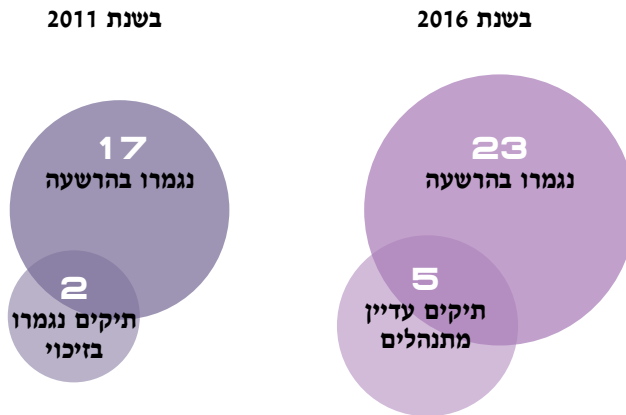 בשנת 2011
17
נגמרו בהרשעה
2
תיקים נגמרו
בזיכוי
בשנת 2016
23
נגמרו בהרשעה
5
תיקים עדיין
מתנהלים